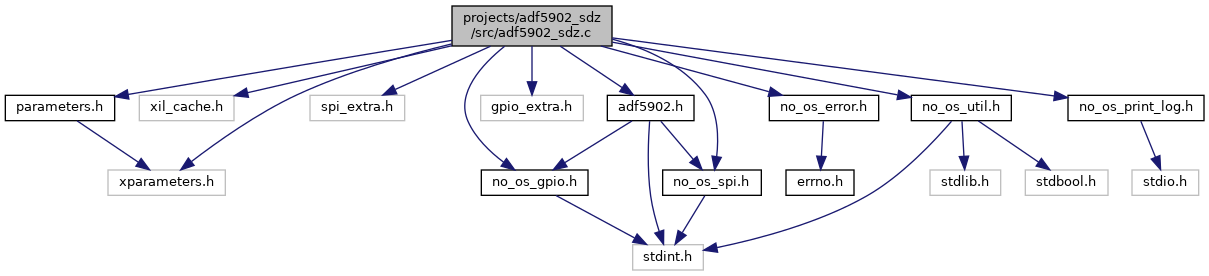 projects/adf5902_sdz
/src/adf5902_sdz.c
parameters.h
xil_cache.h
spi_extra.h
gpio_extra.h
adf5902.h
no_os_error.h
no_os_util.h
no_os_print_log.h
xparameters.h
no_os_gpio.h
no_os_spi.h
errno.h
stdlib.h
stdbool.h
stdio.h
stdint.h